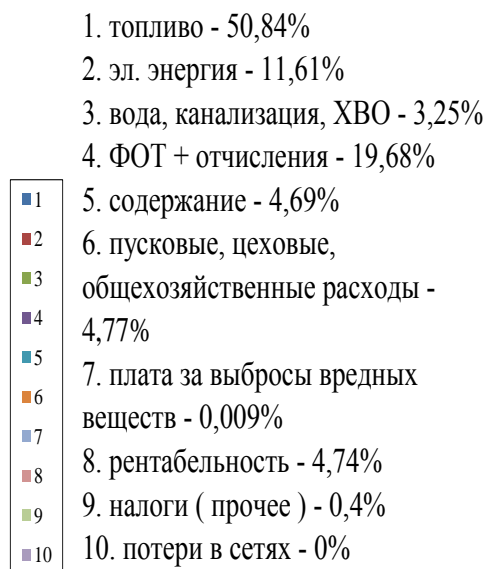 1. топливо - 50,84%
2. эл. энергия - 11,61%
3. вода, канализация, ХВО - 3,25%
4. ФОТ + отчисления - 19,68%
5. содержание - 4,69%
6. пусковые, цеховые,
общехозяйственные расходы -
4,77%
7. плата за выбросы вредных
веществ - 0,009%
8. рентабельность - 4,74%
9. налоги ( прочее ) - 0,4%
10. потери в сетях - 0%
1
2
3
4
5
6
7
8
9
10